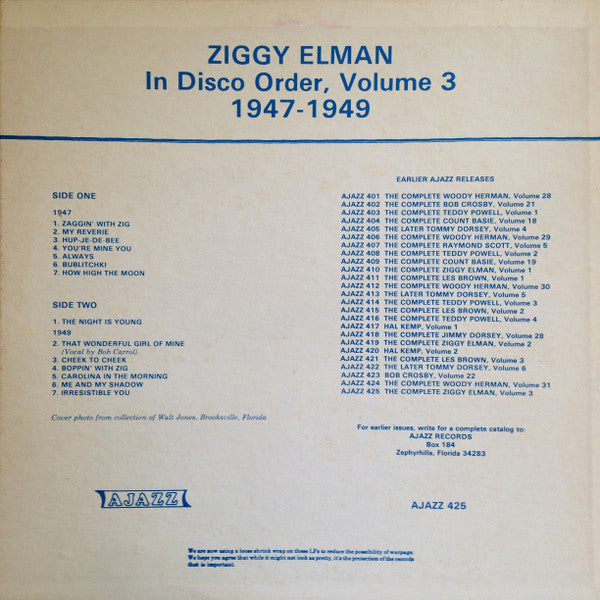 ZIGGY ELMAN
In Disco Order, Volume 3
1947-1949
SIDE ONE
1947
1. ZAGGIN' WITH ZIG
2. MY REVERIE
3. HUP-JE-DE-BEE
4. YOU'RE MINE YOU
5. ALWAYS
6. BUBLITCHKI
7. HOW HIGH THE MOON
SIDE TWO
1. THE NIGHT IS YOUNG
1949
2. THAT WONDERFUL GIRL OF MINE
(Vocal by Bob Carrol)
3. CHEEK TO CHEEK
4. BOPPIN' WITH ZIG
5. CAROLINA IN THE MORNING
6. ME AND MY SHADOW
7. IRRESISTIBLE YOU
Cover photo from collection of Walt Jones, Brooksville, Florida
EARLIER AJAZZ RELEASES
AJAZZ 401 THE COMPLETE WOODY HERMAN, Volume 28
AJAZZ 402 THE COMPLETE BOB CROSBY, Volume 21
AJAZZ 403 THE COMPLETE TEDDY POWELL, Volume 1
AJAZZ 404 THE COMPLETE COUNT BASIE, Volume 18
AJAZZ 405 THE LATER TOMMY DORSEY, Volume 4
AJAZZ 406 THE COMPLETE WOODY HERMAN, Volume 29
AJAZZ 407 THE COMPLETE RAYMOND SCOTT, Volume 5
AJAZZ 408 THE COMPLETE TEDDY POWELL, Volume 2
AJAZZ 409 THE COMPLETE COUNT BASIE, Volume 19
AJAZZ 410 THE COMPLETE ZIGGY ELMAN, Volume 1
AJAZZ 411 THE COMPLETE LES BROWN, Volume 1
AJAZZ 412 THE COMPLETE WOODY HERMAN, Volume 30
AJAZZ 413 THE LATER TOMMY DORSEY, Volume 5
AJAZZ 414 THE COMPLETE TEDDY POWELL, Volume 3
AJAZZ 415 THE COMPLETE LES BROWN, Volume 2
AJAZZ 416 THE COMPLETE TEDDY POWELL, Volume 4
AJAZZ 417 HAL KEMP, Volume 1
AJAZZ 418 THE COMPLETE JIMMY DORSEY, Volume 28
AJAZZ 419 THE COMPLETE ZIGGY ELMAN, Volume 2
AJAZZ 420 HAL KEMP, Volume 2
AJAZZ 421 THE COMPLETE LES BROWN, Volume 3
AJAZZ 422 THE LATER TOMMY DORSEY, Volume 6
AJAZZ 423 BOB CROSBY, Volume 22
AJAZZ 424 THE COMPLETE WOODY HERMAN, Volume 31
AJAZZ 425 THE COMPLETE ZIGGY ELMAN, Volume 3
For earlier issues, write for a complete catalog to:
AJAZZ RECORDS
Box 184
Zephyrhills, Florida 34283
AJAZZ
AJAZZ 425
We are now using a loose shrink wrap on these LP's to reduce the possibility of warpage.
We hope you agree that while it might not look as pretty, it's the protection of the records
that is important.